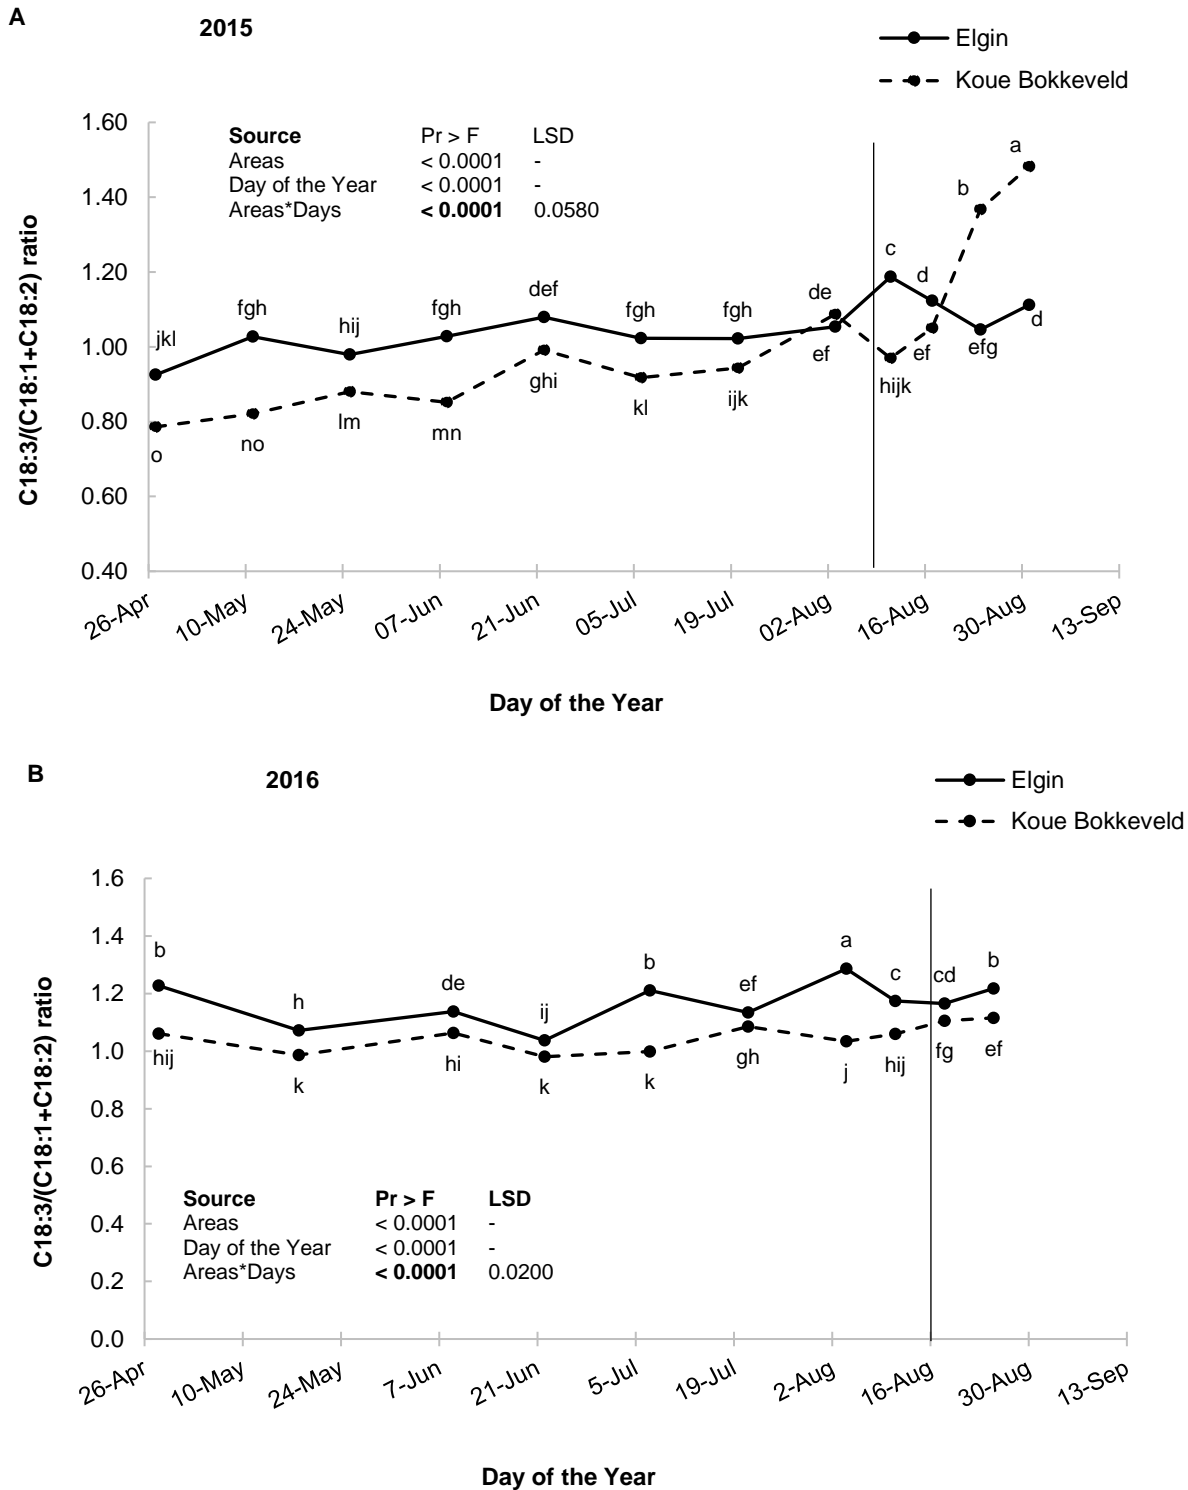 A
2015
Elgin
Koue Bokkeveld
1.60
1.40
1.20
1.00
0.80
0.60
0.40
C18:3/(C18:1+C18:2) ratio
Source Pr > F LSD
Areas < 0.0001 -
Day of the Year < 0.0001 -
Areas*Days < 0.0001 0.0580
jkl
fgh
hij
fgh
def
fgh
fgh
de
c
d
b
a
o
no
lm
mn
ghi
kl
ijk
ef
hijk
ef
efg
d
26-Apr
10-May
24-May
07-Jun
21-Jun
05-Jul
19-Jul
02-Aug
16-Aug
30-Aug
13-Sep
Day of the Year
B
2016
Elgin
Koue Bokkeveld
1.6
1.4
1.2
1.0
0.8
0.6
0.4
0.2
0.0
C18:3/(C18:1+C18:2) ratio
b
h
de
ij
b
ef
a
c
cd
b
hij
k
hi
k
k
gh
j
hij
fg
ef
Source Pr > F LSD
Areas < 0.0001 -
Day of the Year < 0.0001 -
Areas*Days < 0.0001 0.0200
26-Apr
10-May
24-May
7-Jun
21-Jun
5-Jul
19-Jul
2-Aug
16-Aug
30-Aug
13-Sep
Day of the Year